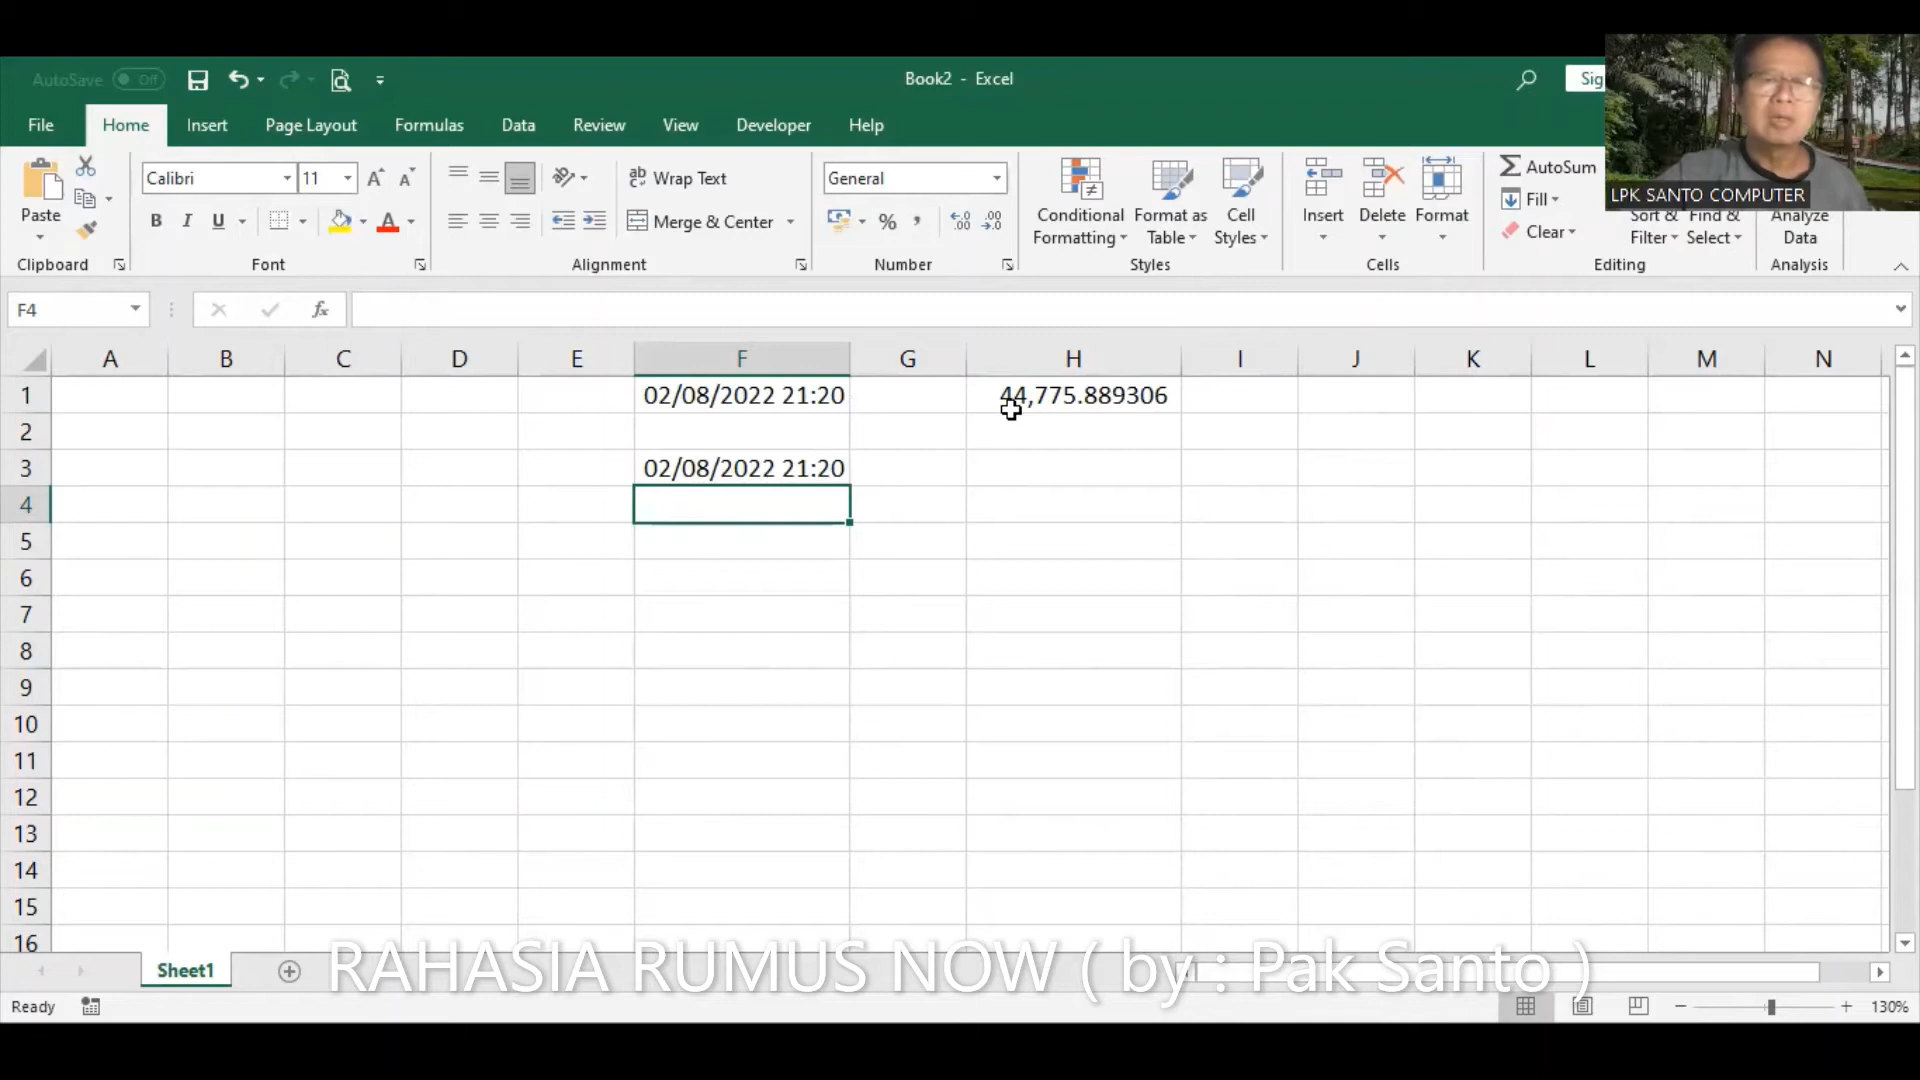 AutoSave Off
Book2 - Excel
Sig
LPK SANTO COMPUTER
File Home Insert Page Layout Formulas Data Review View Developer Help
Paste
Calibri 11
B I U
Wrap Text
Merge & Center
General
Conditional Formatting
Format as Table
Cell Styles
Insert Delete Format
AutoSum
Fill
Clear
Sort & Filter
Find & Select
Analyze Data
Clipboard Font Alignment Number Styles Cells Editing Analysis
F4 fx
A B C D E F G H I J K L M N
1 02/08/2022 21:20 44,775.889306
2
3 02/08/2022 21:20
4
5
6
7
8
9
10
11
12
13
14
15
16
Sheet1
RAHASIA RUMUS NOW ( by : Pak Santo )
Ready 130%